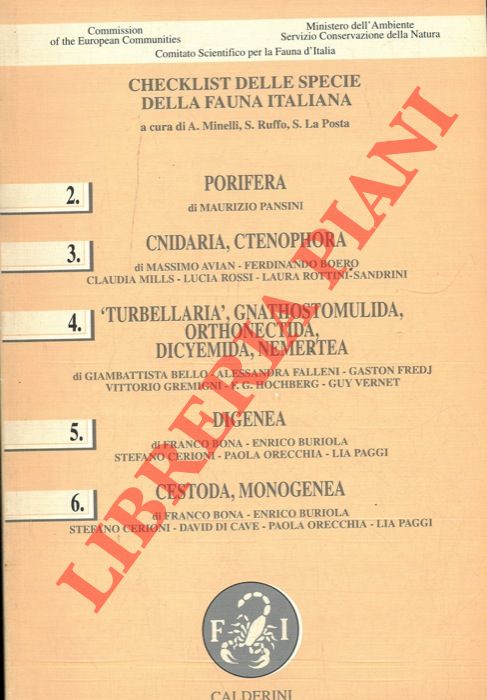 Commission
of the European Communities
Ministero dell'Ambiente
Servizio Conservazione della Natura
Comitato Scientifico per la Fauna d'Italia
CHECKLIST DELLE SPECIE
DELLA FAUNA ITALIANA
a cura di A. Minelli, S. Ruffo, S. La Posta
2.
PORIFERA
di MAURIZIO PANSINI
3.
CNIDARIA, CTENOPHORA
di MASSIMO AVIAN - FERDINANDO BOERO
CLAUDIA MILLS - LUCIA ROSSI - LAURA ROTTINI-SANDRINI
4.
'TURBELLARIA', GNATHOSTOMULIDA,
ORTHONECTIDA,
DICYEMIDA, NEMERTEA
di GIAMBATTISTA BELLO - ALESSANDRA FALLENI - GASTON FREDJ
VITTORIO GREMIGNI - F. G. HOCHBERG - GUY VERNET
5.
DIGENEA
di FRANCO BONA - ENRICO BURIOLA
STEFANO CERIONI - PAOLA ORECCHIA - LIA PAGGI
6.
CESTODA, MONOGENEA
di FRANCO BONA - ENRICO BURIOLA
STEFANO CERIONI - DAVID DI CAVE - PAOLA ORECCHIA - LIA PAGGI
F I
CALDERINI
LIBRERIA PIANI